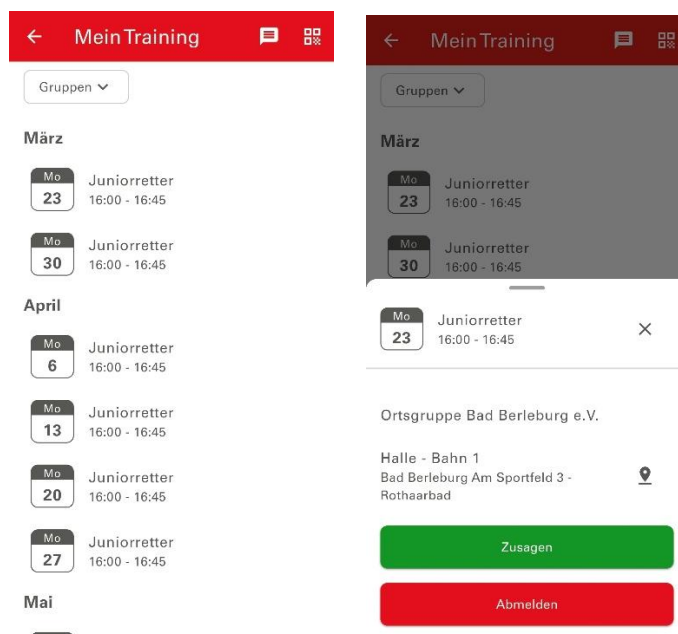 Mein Training
Gruppen
März
Mo
23
Juniorretter
16:00 - 16:45
Mo
30
Juniorretter
16:00 - 16:45
April
Mo
6
Juniorretter
16:00 - 16:45
Mo
13
Juniorretter
16:00 - 16:45
Mo
20
Juniorretter
16:00 - 16:45
Mo
27
Juniorretter
16:00 - 16:45
Mai
Mein Training
Gruppen
März
Mo
23
Juniorretter
16:00 - 16:45
Mo
30
Juniorretter
16:00 - 16:45
Mo
23
Juniorretter
16:00 - 16:45
Ortsgruppe Bad Berleburg e.V.
Halle - Bahn 1
Bad Berleburg Am Sportfeld 3 -
Rothaarbad
Zusagen
Abmelden